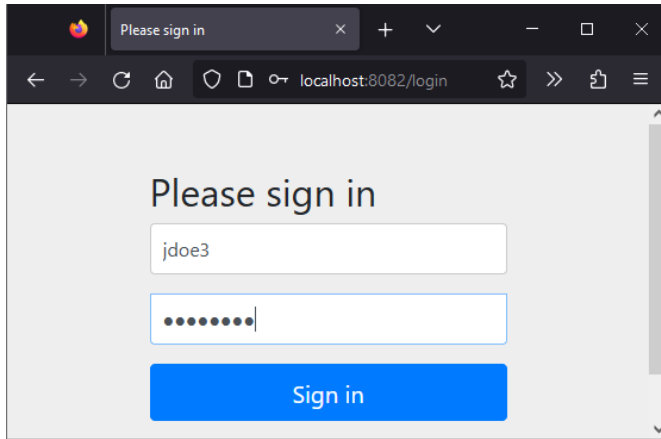 Please sign in
localhost:8082/login
Please sign in
jdoe3
••••••••
Sign in